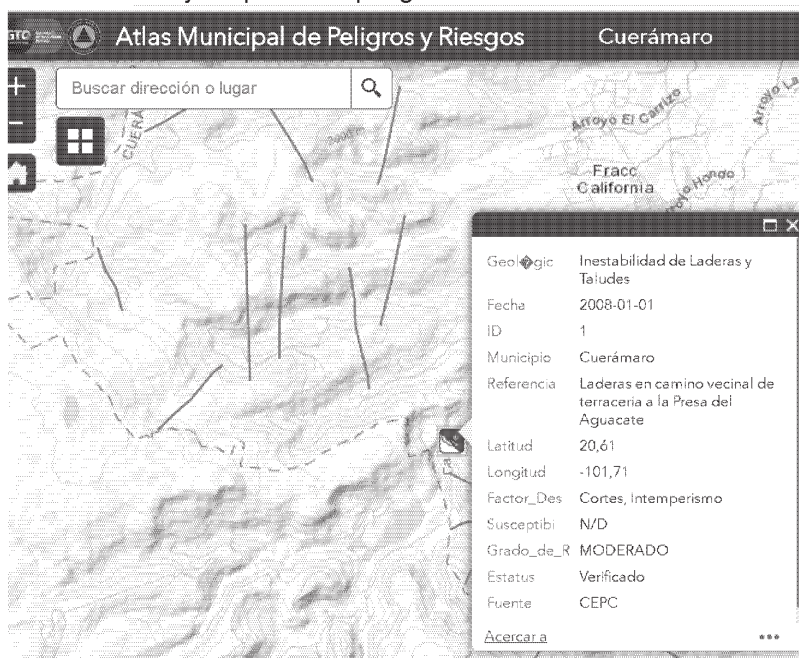 GTO
Atlas Municipal de Peligros y Riesgos
Cuerámaro
+
Buscar dirección o lugar
−
CUERÁ
Arroyo El Carrizo
Arroyo La
Fracc
California
Arroyo Hondo
Geol�gic Inestabilidad de Laderas y
Taludes
Fecha 2008-01-01
ID 1
Municipio Cuerámaro
Referencia Laderas en camino vecinal de
terraceria a la Presa del
Aguacate
Latitud 20,61
Longitud -101,71
Factor_Des Cortes, Intemperismo
Susceptibi N/D
Grado_de_R MODERADO
Estatus Verificado
Fuente CEPC
Acercar a